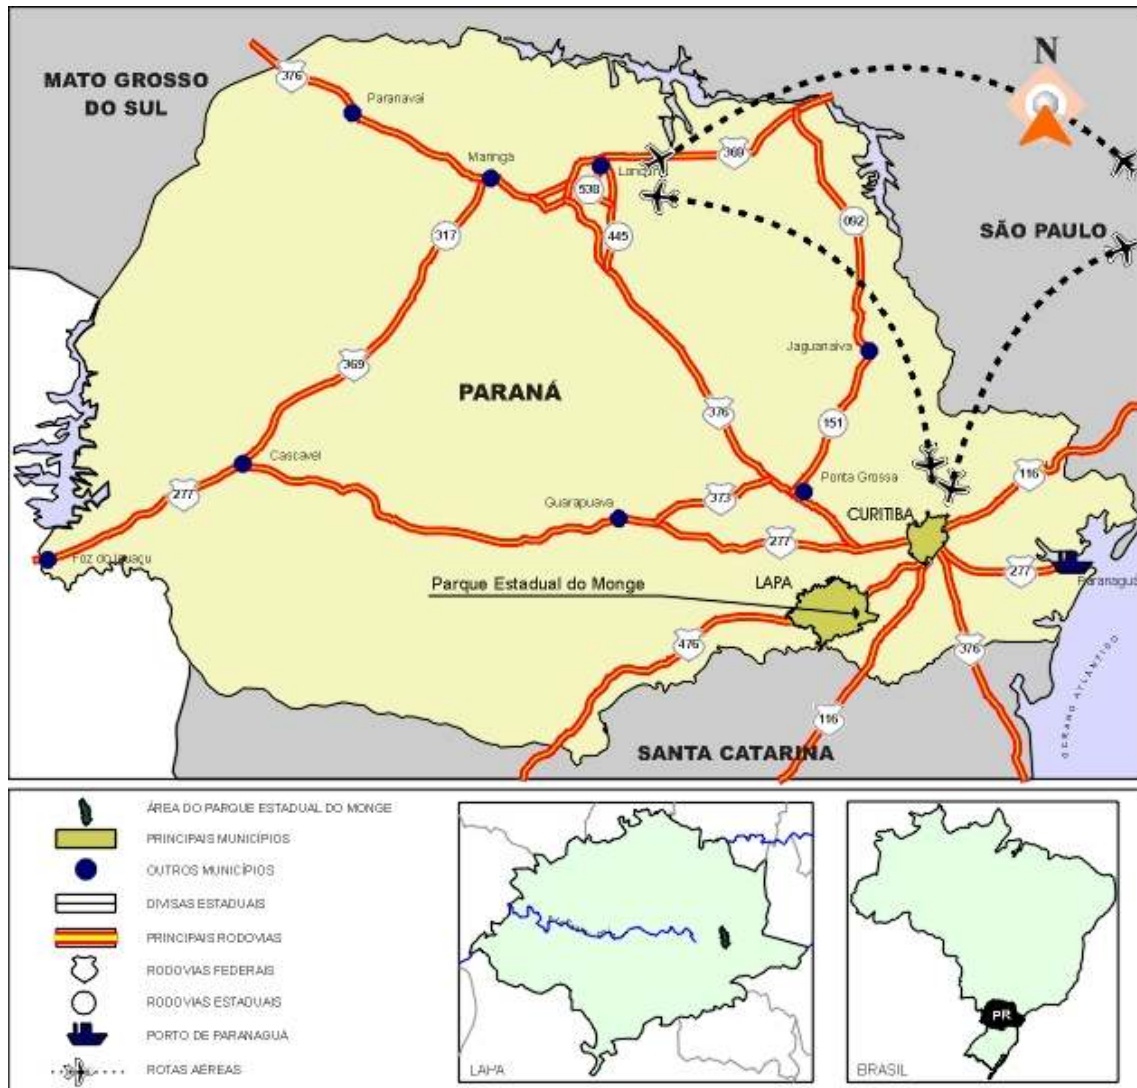 N
MATO GROSSO
DO SUL
376
Paranavaí
Maringá
369
538
317
445
092
SÃO PAULO
369
Jaguariaíva
PARANÁ
376
151
Cascavel
116
277
Ponta Grossa
373
Guarapuava
CURITIBA
277
Foz do Iguaçu
277
Paranaguá
LAPA
Parque Estadual do Monge
476
376
OCEANO ATLÂNTICO
116
SANTA CATARINA
ÁREA DO PARQUE ESTADUAL DO MONGE
PRINCIPAIS MUNICÍPIOS
OUTROS MUNICÍPIOS
DIVISAS ESTADUAIS
PRINCIPAIS RODOVIAS
RODOVIAS FEDERAIS
RODOVIAS ESTADUAIS
PORTO DE PARANAGUÁ
ROTAS AÉREAS
LAPA
PR
BRASIL